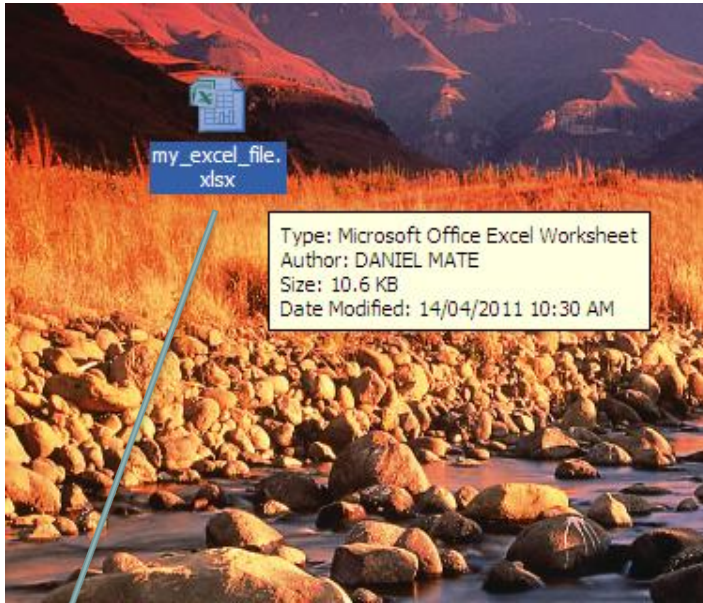 my_excel_file.
xlsx
Type: Microsoft Office Excel Worksheet
Author: DANIEL MATE
Size: 10.6 KB
Date Modified: 14/04/2011 10:30 AM